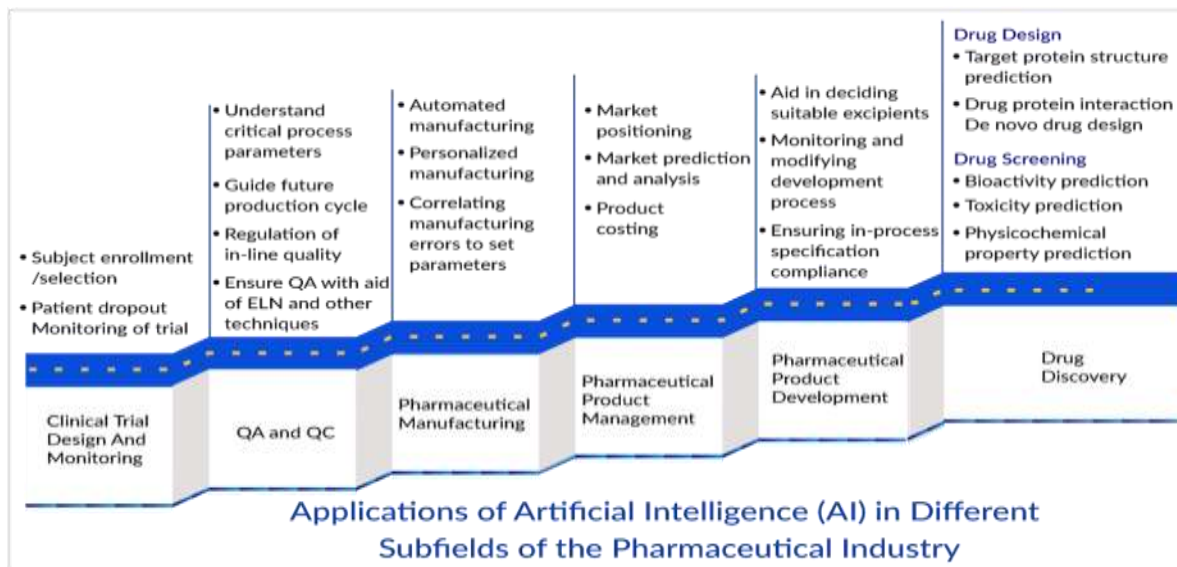 • Subject enrollment
/selection
• Patient dropout
Monitoring of trial
Clinical Trial
Design And
Monitoring
• Understand
critical process
parameters
• Guide future
production cycle
• Regulation of
in-line quality
• Ensure QA with aid
of ELN and other
techniques
QA and QC
• Automated
manufacturing
• Personalized
manufacturing
• Correlating
manufacturing
errors to set
parameters
Pharmaceutical
Manufacturing
• Market
positioning
• Market prediction
and analysis
• Product
costing
Pharmaceutical
Product
Management
• Aid in deciding
suitable excipients
• Monitoring and
modifying
development
process
• Ensuring in-process
specification
compliance
Pharmaceutical
Product
Development
Drug Design
• Target protein structure
prediction
• Drug protein interaction
De novo drug design
Drug Screening
• Bioactivity prediction
• Toxicity prediction
• Physicochemical
property prediction
Drug
Discovery
Applications of Artificial Intelligence (AI) in Different
Subfields of the Pharmaceutical Industry